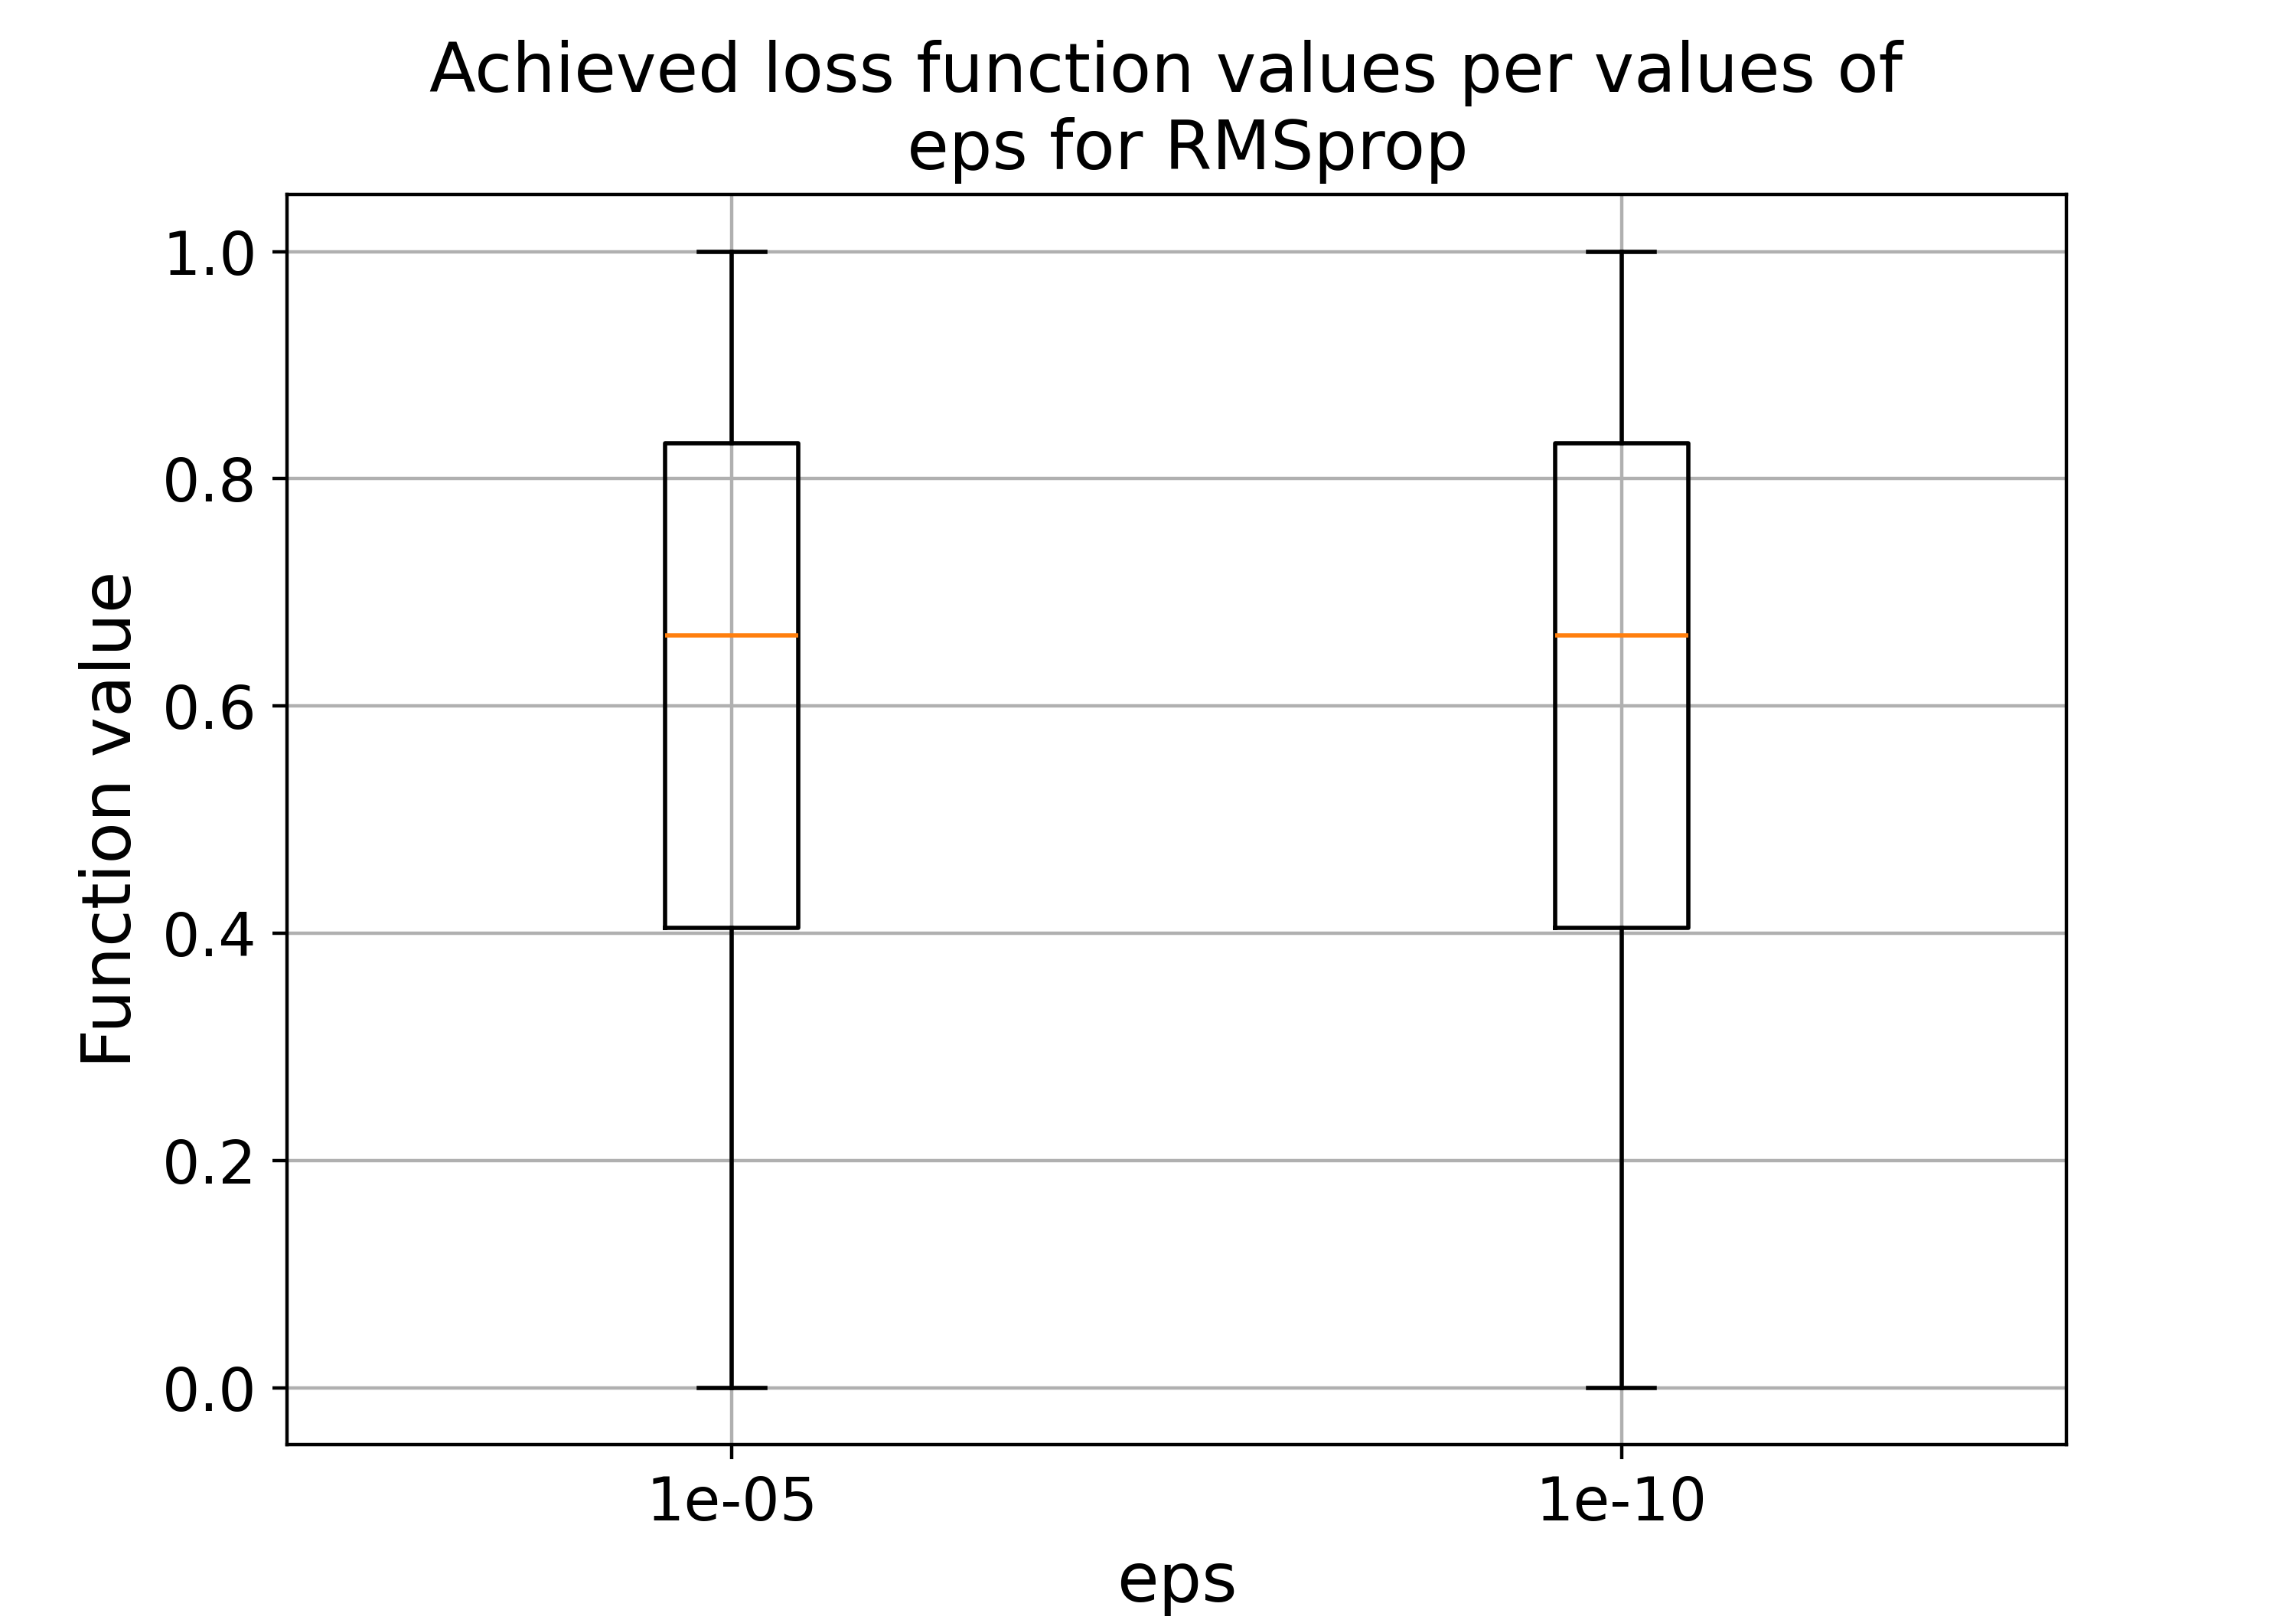 Achieved loss function values per values of
eps for RMSprop
1.0
0.8
0.6
0.4
0.2
0.0
Function value
1e-05
1e-10
eps